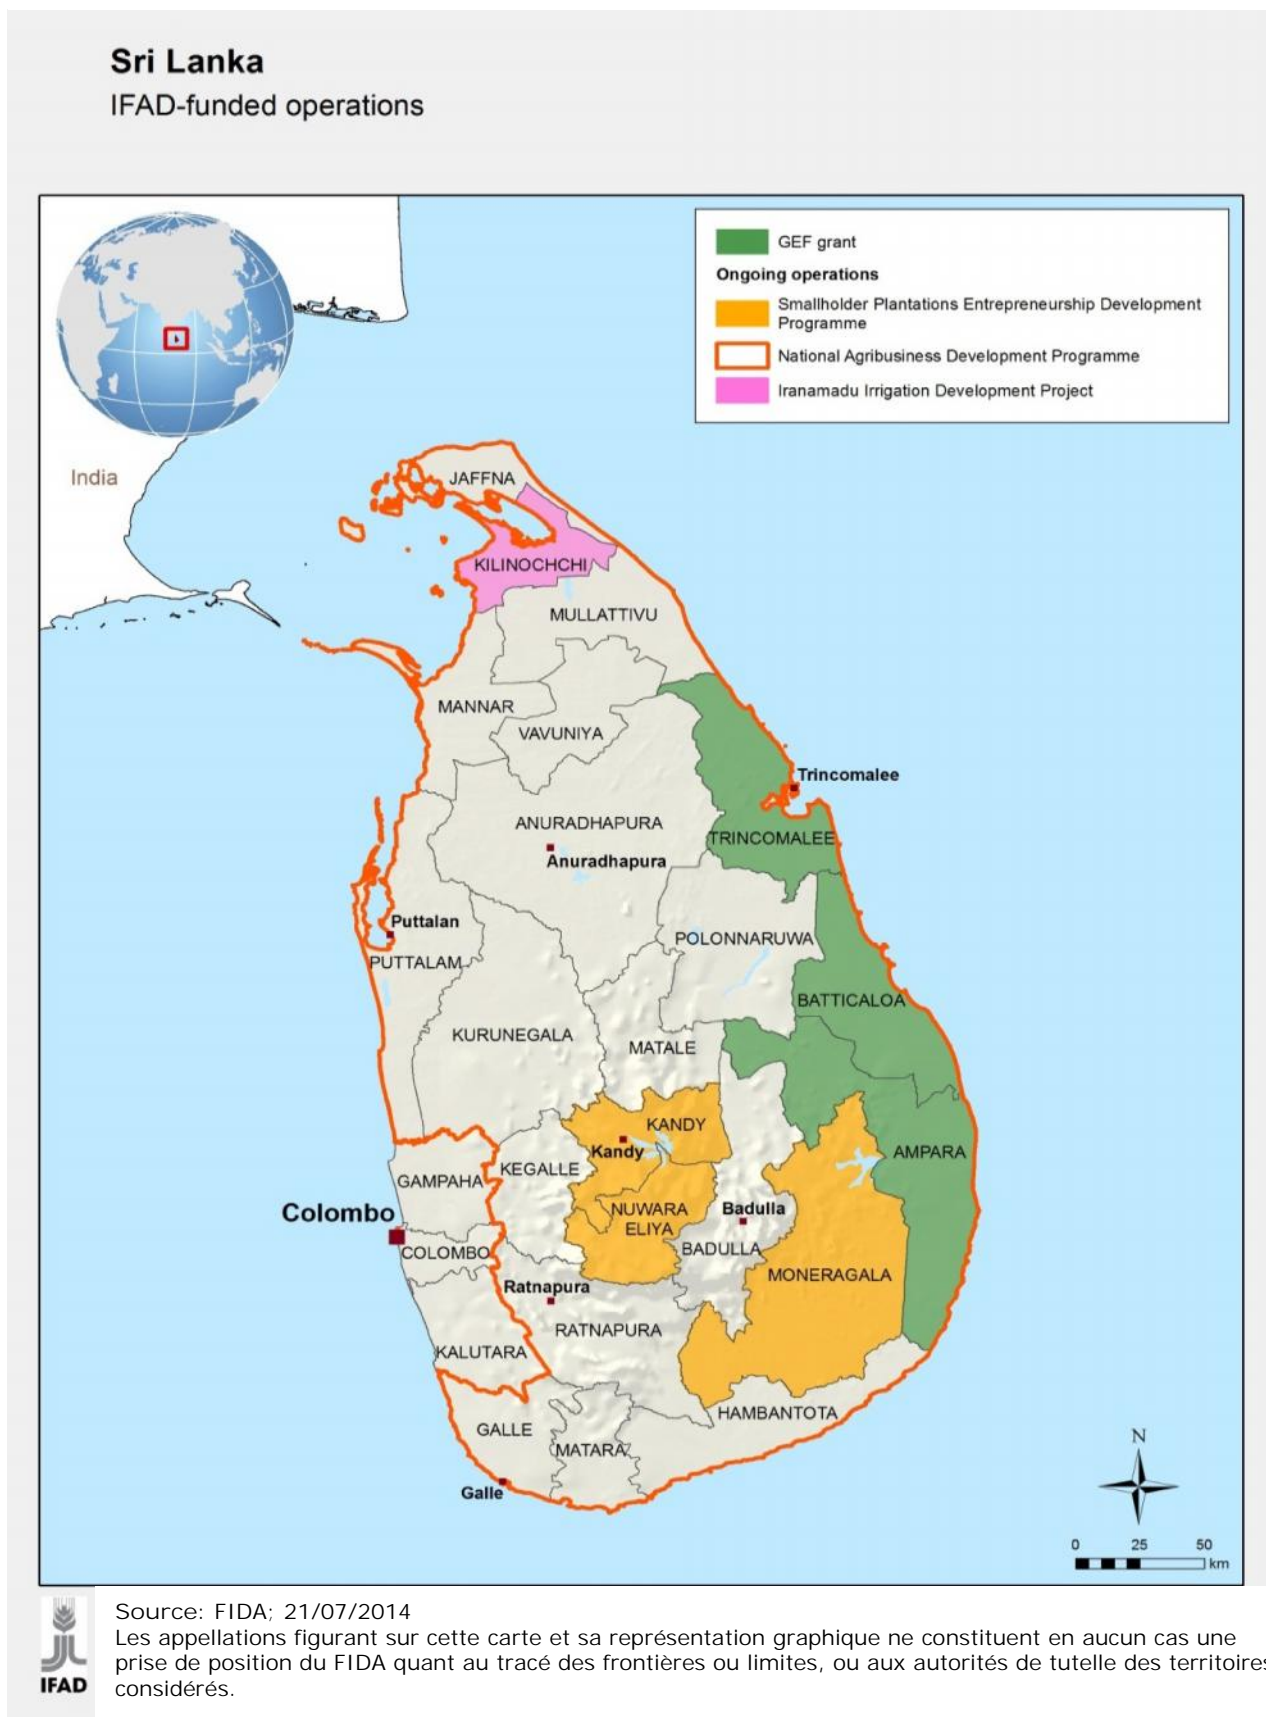 Sri Lanka
IFAD-funded operations
GEF grant
Ongoing operations
Smallholder Plantations Entrepreneurship Development
Programme
National Agribusiness Development Programme
Iranamadu Irrigation Development Project
India
JAFFNA
KILINOCHCHI
MULLATTIVU
MANNAR
VAVUNIYA
Trincomalee
ANURADHAPURA
TRINCOMALEE
Anuradhapura
Puttalan
POLONNARUWA
PUTTALAM
BATTICALOA
KURUNEGALA
MATALE
KANDY
Kandy
AMPARA
KEGALLE
GAMPAHA
NUWARA
ELIYA
Badulla
Colombo
COLOMBO
BADULLA
MONERAGALA
Ratnapura
RATNAPURA
KALUTARA
HAMBANTOTA
GALLE
MATARA
Galle
N
0 25 50
km
IFAD
Source: FIDA; 21/07/2014
Les appellations figurant sur cette carte et sa représentation graphique ne constituent en aucun cas une
prise de position du FIDA quant au tracé des frontières ou limites, ou aux autorités de tutelle des territoires
considérés.